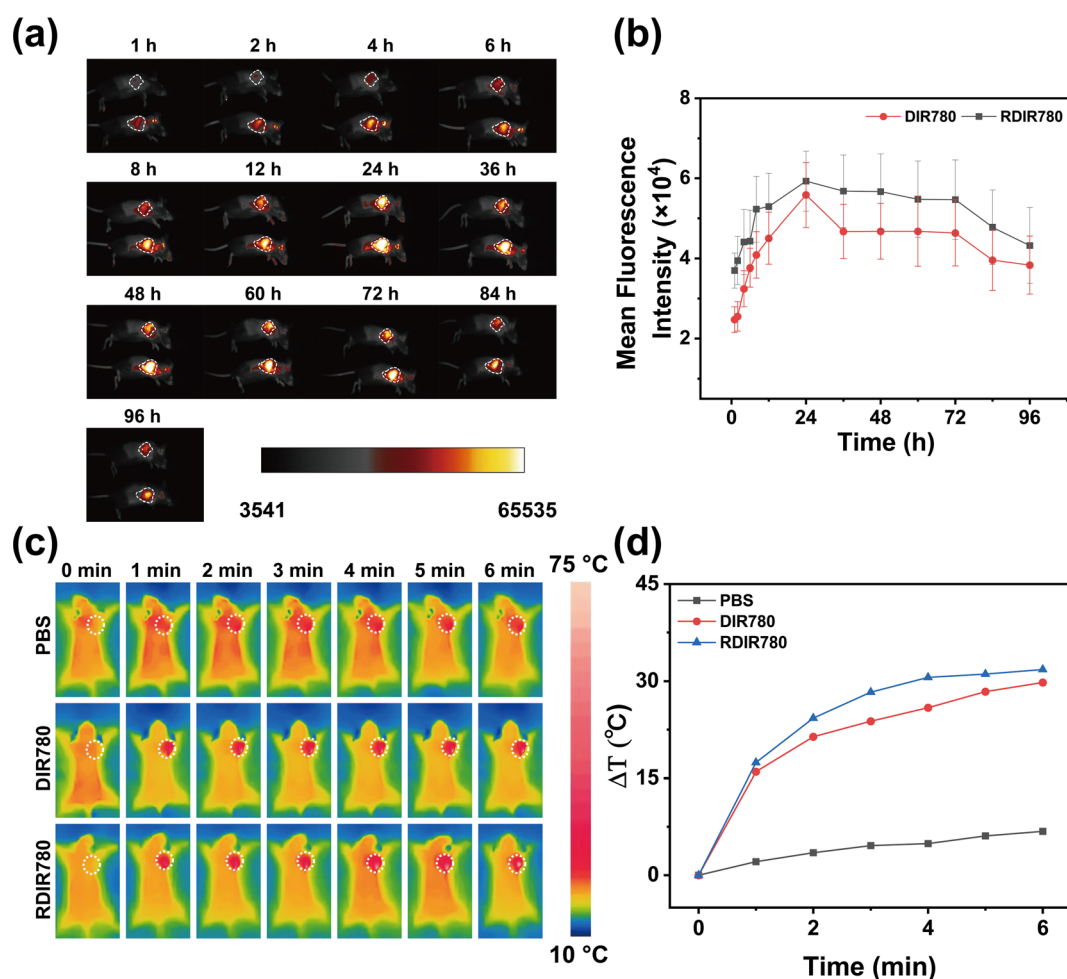 (a)
1 h 2 h 4 h 6 h
8 h 12 h 24 h 36 h
48 h 60 h 72 h 84 h
96 h
3541 65535
(b)
8
6
4
2
Mean Fluorescence
Intensity (×10⁴)
DIR780 RDIR780
0 24 48 72 96
Time (h)
(c)
0 min 1 min 2 min 3 min 4 min 5 min 6 min
PBS
DIR780
RDIR780
75 °C
10 °C
(d)
45
30
15
0
ΔT (℃)
PBS
DIR780
RDIR780
0 2 4 6
Time (min)